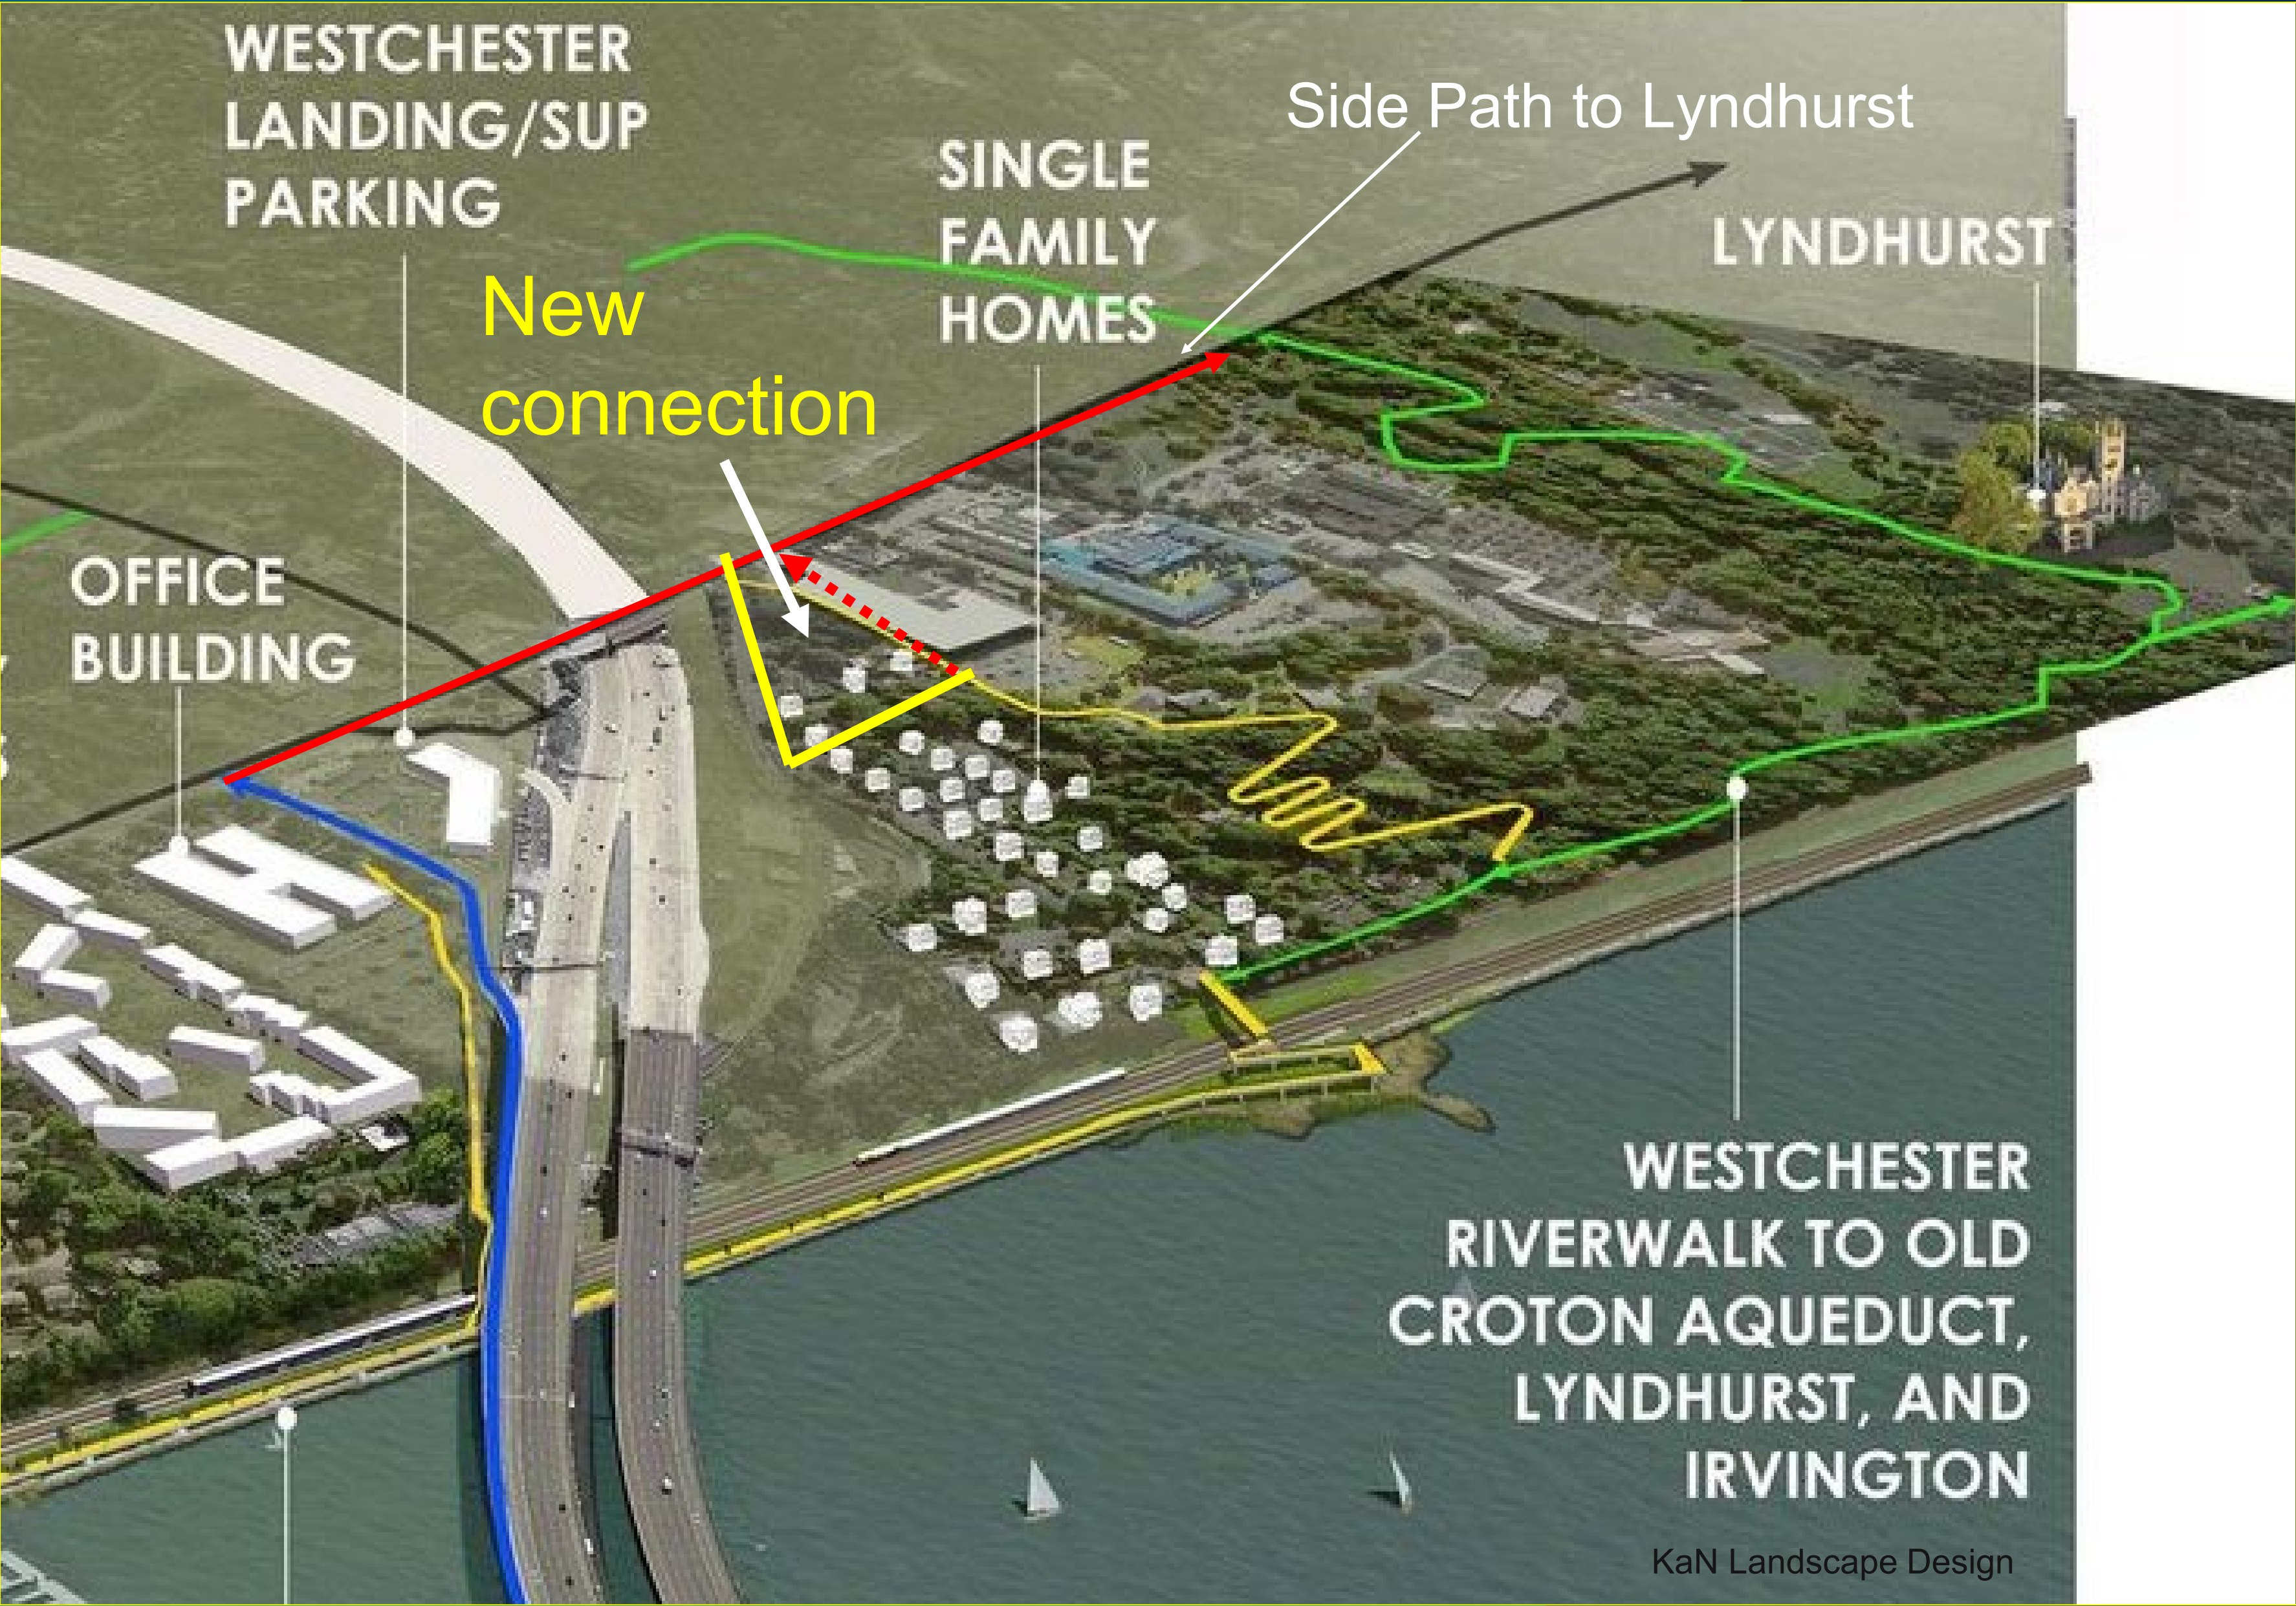 WESTCHESTER
LANDING/SUP
PARKING
Side Path to Lyndhurst
SINGLE
FAMILY
HOMES
LYNDHURST
New
connection
OFFICE
BUILDING
WESTCHESTER
RIVERWALK TO OLD
CROTON AQUEDUCT,
LYNDHURST, AND
IRVINGTON
KaN Landscape Design